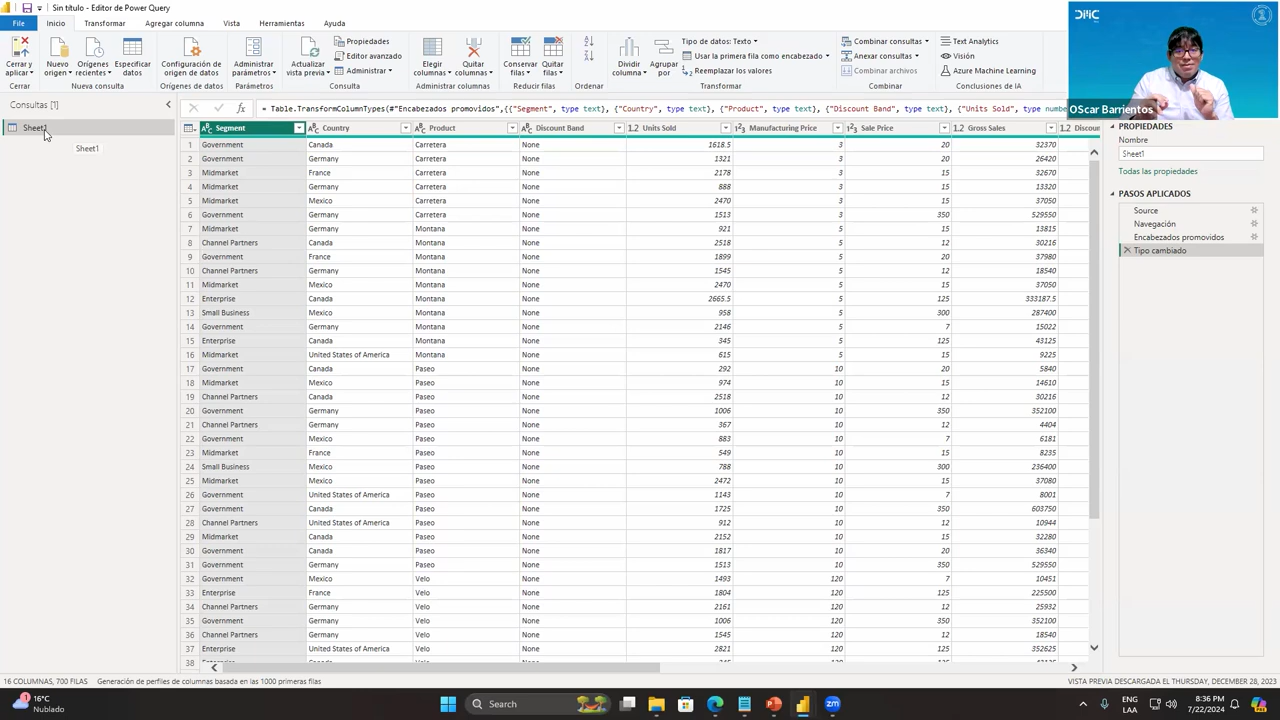 Sin título - Editor de Power Query
File Inicio Transformar Agregar columna Vista Herramientas Ayuda
Cerrar y aplicar
Nuevo origen
Orígenes recientes
Especificar datos
Configuración de origen de datos
Administrar parámetros
Actualizar vista previa
Propiedades
Editor avanzado
Administrar
Elegir columnas
Quitar columnas
Conservar filas
Quitar filas
Dividir columna
Agrupar por
Tipo de datos: Texto
Usar la primera fila como encabezado
Reemplazar los valores
Combinar consultas
Anexar consultas
Combinar archivos
Text Analytics
Visión
Azure Machine Learning
Cerrar Nueva consulta Orígenes de datos Parámetros Consulta Administrar columnas Reducir filas Ordenar Transformar Combinar Conclusiones de IA
DMC
OScar Barrientos
Consultas [1]
Sheet1
Sheet1
= Table.TransformColumnTypes(#"Encabezados promovidos",{{"Segment", type text}, {"Country", type text}, {"Product", type text}, {"Discount Band", type text}, {"Units Sold", type numbe
Segment Country Product Discount Band 1.2 Units Sold Manufacturing Price Sale Price 1.2 Gross Sales 1.2 Discou
1 Government Canada Carretera None 1618.5 3 20 32370
2 Government Germany Carretera None 1321 3 20 26420
3 Midmarket France Carretera None 2178 3 15 32670
4 Midmarket Germany Carretera None 888 3 15 13320
5 Midmarket Mexico Carretera None 2470 3 15 37050
6 Government Germany Carretera None 1513 3 350 529550
7 Midmarket Germany Montana None 921 5 15 13815
8 Channel Partners Canada Montana None 2518 5 12 30216
9 Government France Montana None 1899 5 20 37980
10 Channel Partners Germany Montana None 1545 5 12 18540
11 Midmarket Mexico Montana None 2470 5 15 37050
12 Enterprise Canada Montana None 2665.5 5 125 333187.5
13 Small Business Mexico Montana None 958 5 300 287400
14 Government Germany Montana None 2146 5 7 15022
15 Enterprise Canada Montana None 345 5 125 43125
16 Midmarket United States of America Montana None 615 5 15 9225
17 Government Canada Paseo None 292 10 20 5840
18 Midmarket Mexico Paseo None 974 10 15 14610
19 Channel Partners Canada Paseo None 2518 10 12 30216
20 Government Germany Paseo None 1006 10 350 352100
21 Channel Partners Germany Paseo None 367 10 12 4404
22 Government Mexico Paseo None 883 10 7 6181
23 Midmarket France Paseo None 549 10 15 8235
24 Small Business Mexico Paseo None 788 10 300 236400
25 Midmarket Mexico Paseo None 2472 10 15 37080
26 Government United States of America Paseo None 1143 10 7 8001
27 Government Canada Paseo None 1725 10 350 603750
28 Channel Partners United States of America Paseo None 912 10 12 10944
29 Midmarket Canada Paseo None 2152 10 15 32280
30 Government Canada Paseo None 1817 10 20 36340
31 Government Germany Paseo None 1513 10 350 529550
32 Government Mexico Velo None 1493 120 7 10451
33 Enterprise France Velo None 1804 120 125 225500
34 Channel Partners Germany Velo None 2161 120 12 25932
35 Government Germany Velo None 1006 120 350 352100
36 Channel Partners Germany Velo None 1545 120 12 18540
37 Enterprise United States of America Velo None 2821 120 125 352625
38
PROPIEDADES
Nombre
Sheet1
Todas las propiedades
PASOS APLICADOS
Source
Navegación
Encabezados promovidos
Tipo cambiado
16 COLUMNS, 700 FILAS Generación de perfiles de columnas basada en las 1000 primeras filas
VISTA PREVIA DESCARGADA EL THURSDAY, DECEMBER 28, 2023
16°C
Nublado
Search
ENG
LAA
8:36 PM
7/22/2024